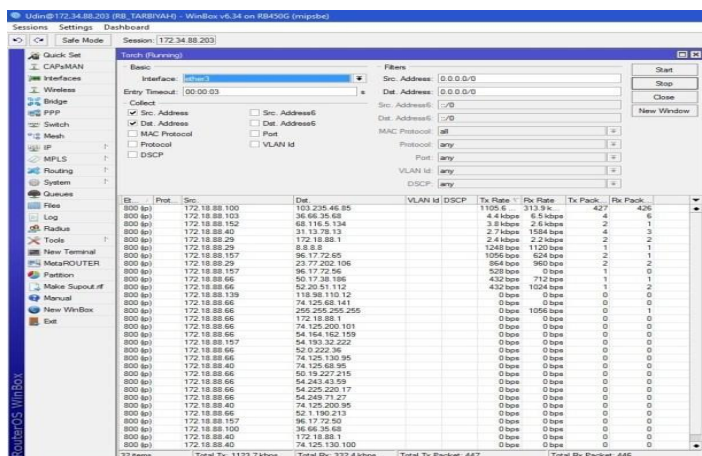 Udin@172.34.88.203 (RB_TARBIYAH) - WinBox v6.34 on RB450G (mipsbe)
Sessions Settings Dashboard
Safe Mode Session: 172.34.88.203
Quick Set
CAPsMAN
Interfaces
Wireless
Bridge
PPP
Switch
Mesh
IP
MPLS
Routing
System
Queues
Files
Log
Radius
Tools
New Terminal
MetaROUTER
Partition
Make Supout.rif
Manual
New WinBox
Exit
RouterOS WinBox
Torch (Running)
Basic
Interface: ether3
Entry Timeout: 00:00:03 s
Collect
Src. Address Src. Address6
Dst. Address Dst. Address6
MAC Protocol Port
Protocol VLAN Id
DSCP
Filters
Src. Address: 0.0.0.0/0
Dst. Address: 0.0.0.0/0
Src. Address6: ::/0
Dst. Address6: ::/0
MAC Protocol: all
Protocol: any
Port: any
VLAN Id: any
DSCP: any
Start
Stop
Close
New Window
Et... Prot... Src. Dst. VLAN Id DSCP Tx Rate Rx Rate Tx Pack... Rx Pack...
800 (ip) 172.18.88.100 103.235.46.85 1105.6 ... 313.9 k... 427 426
800 (ip) 172.18.88.103 36.66.35.68 4.4 kbps 6.5 kbps 4 6
800 (ip) 172.18.88.152 68.116.5.134 3.8 kbps 2.6 kbps 2 1
800 (ip) 172.18.88.40 31.13.78.13 2.7 kbps 1584 bps 4 3
800 (ip) 172.18.88.29 172.18.88.1 2.4 kbps 2.2 kbps 2 2
800 (ip) 172.18.88.29 8.8.8.8 1248 bps 1120 bps 1 1
800 (ip) 172.18.88.157 96.17.72.65 1056 bps 624 bps 2 1
800 (ip) 172.18.88.29 23.77.202.106 864 bps 960 bps 2 2
800 (ip) 172.18.88.157 96.17.72.56 528 bps 0 bps 1 0
800 (ip) 172.18.88.66 50.17.38.186 432 bps 712 bps 1 1
800 (ip) 172.18.88.66 52.20.51.112 432 bps 1024 bps 1 2
800 (ip) 172.18.88.139 118.98.110.12 0 bps 0 bps 0 0
800 (ip) 172.18.88.66 74.125.68.141 0 bps 0 bps 0 0
800 (ip) 172.18.88.66 255.255.255.255 0 bps 1056 bps 0 1
800 (ip) 172.18.88.66 172.18.88.1 0 bps 0 bps 0 0
800 (ip) 172.18.88.66 74.125.200.101 0 bps 0 bps 0 0
800 (ip) 172.18.88.66 54.164.162.159 0 bps 0 bps 0 0
800 (ip) 172.18.88.157 54.193.32.222 0 bps 0 bps 0 0
800 (ip) 172.18.88.66 52.0.222.36 0 bps 0 bps 0 0
800 (ip) 172.18.88.66 74.125.130.95 0 bps 0 bps 0 0
800 (ip) 172.18.88.40 74.125.68.95 0 bps 0 bps 0 0
800 (ip) 172.18.88.66 50.19.227.215 0 bps 0 bps 0 0
800 (ip) 172.18.88.66 54.243.43.59 0 bps 0 bps 0 0
800 (ip) 172.18.88.66 54.225.220.17 0 bps 0 bps 0 0
800 (ip) 172.18.88.66 54.249.71.27 0 bps 0 bps 0 0
800 (ip) 172.18.88.40 74.125.200.95 0 bps 0 bps 0 0
800 (ip) 172.18.88.66 52.1.190.213 0 bps 0 bps 0 0
800 (ip) 172.18.88.157 96.17.72.50 0 bps 0 bps 0 0
800 (ip) 172.18.88.100 36.66.35.68 0 bps 0 bps 0 0
800 (ip) 172.18.88.40 172.18.88.1 0 bps 0 bps 0 0
800 (ip) 172.18.88.40 74.125.130.100 0 bps 0 bps 0 0
32 items Total Tx: 1123.7 kbps Total Rx: 332.4 kbps Total Tx Packet: 447 Total Rx Packet: 446